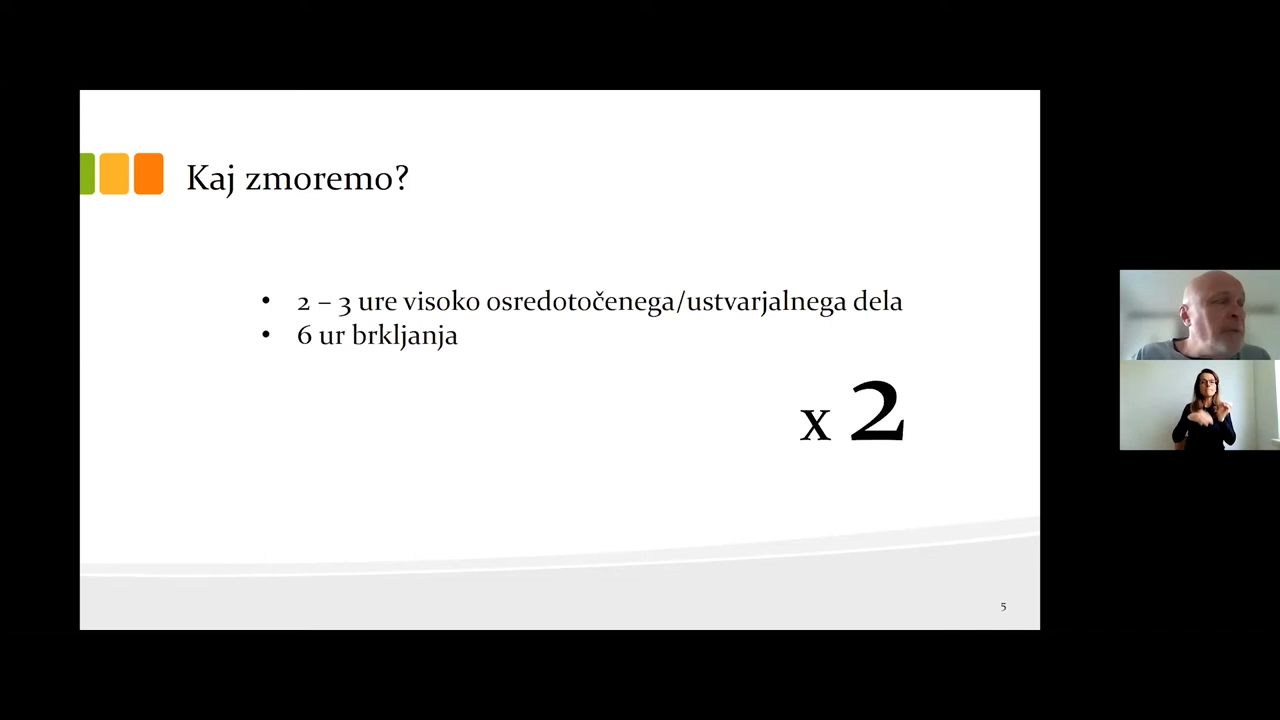 Kaj zmoremo?
• 2 – 3 ure visoko osredotočenega/ustvarjalnega dela
• 6 ur brkljanja
x 2
5